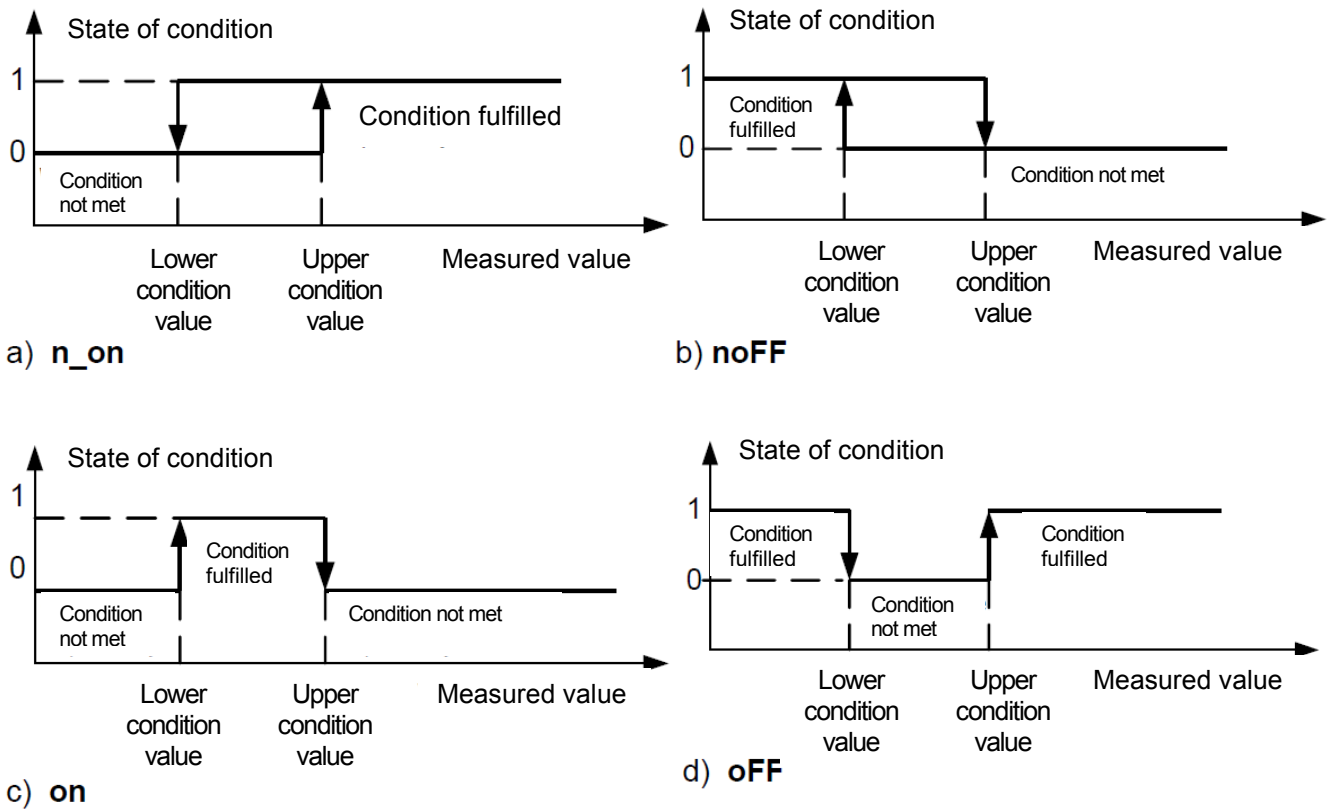 State of condition
1
0
Condition fulfilled
Condition
not met
Lower
condition
value
Upper
condition
value
Measured value
a) n_on
State of condition
1
0
Condition
fulfilled
Condition not met
Lower
condition
value
Upper
condition
value
Measured value
b) noFF
State of condition
1
0
Condition
fulfilled
Condition
not met
Condition not met
Lower
condition
value
Upper
condition
value
Measured value
c) on
State of condition
1
0
Condition
fulfilled
Condition
fulfilled
Condition
not met
Lower
condition
value
Upper
condition
value
Measured value
d) oFF